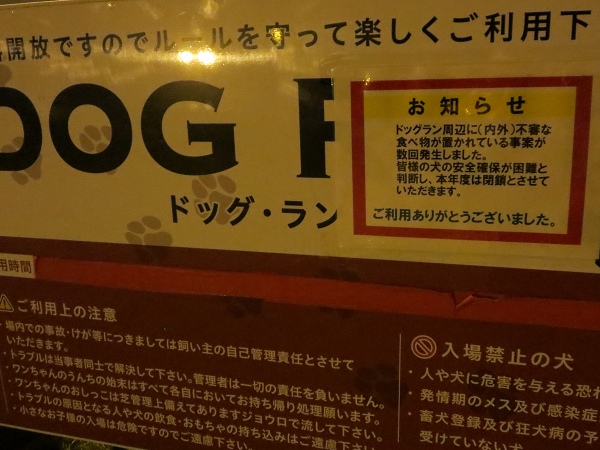 開放ですのでルールを守って楽しくご利用下
DOG R
ドッグ・ラン
お知らせ
ドッグラン周辺に(内外)不審な
食べ物が置かれている事案が
数回発生しました。
皆様の犬の安全確保が困難と
判断し、本年度は閉鎖とさせて
いただきます。
ご利用ありがとうございました。
用時間
ご利用上の注意
・場内での事故・けが等につきましては飼い主の自己管理責任とさせて
いただきます。
・トラブルは当事者同士で解決して下さい。管理者は一切の責任を負いません。
・ワンちゃんのうんちの始末はすべて各自においてお持ち帰り処理願います。
・ワンちゃんのおしっこは芝管理上備えてありますジョウロで流して下さい。
・トラブルの原因となる人や犬の飲食・おもちゃの持ち込みはご遠慮下さい
・小さなお子様の入場は危険ですのでご遠慮下さい。
入場禁止の犬
・人や犬に危害を与える恐れ
・発情期のメス及び感染症
・畜犬登録及び狂犬病の予
受けていない犬